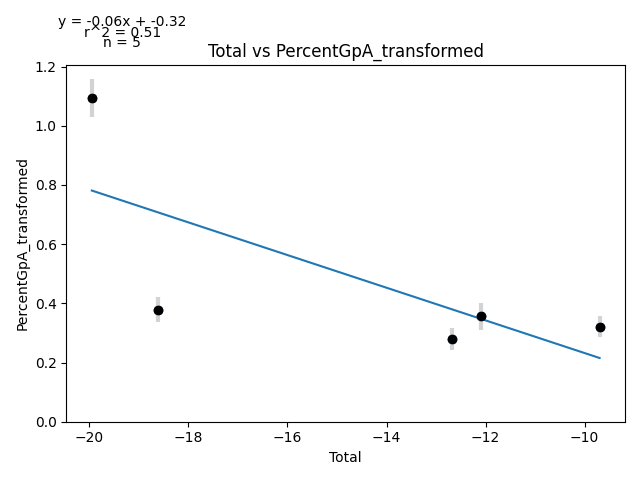 y = -0.06x + -0.32
r^2 = 0.51
n = 5
Total vs PercentGpA_transformed
1.2
1.0
0.8
0.6
0.4
0.2
0.0
PercentGpA_transformed
−20
−18
−16
−14
−12
−10
Total